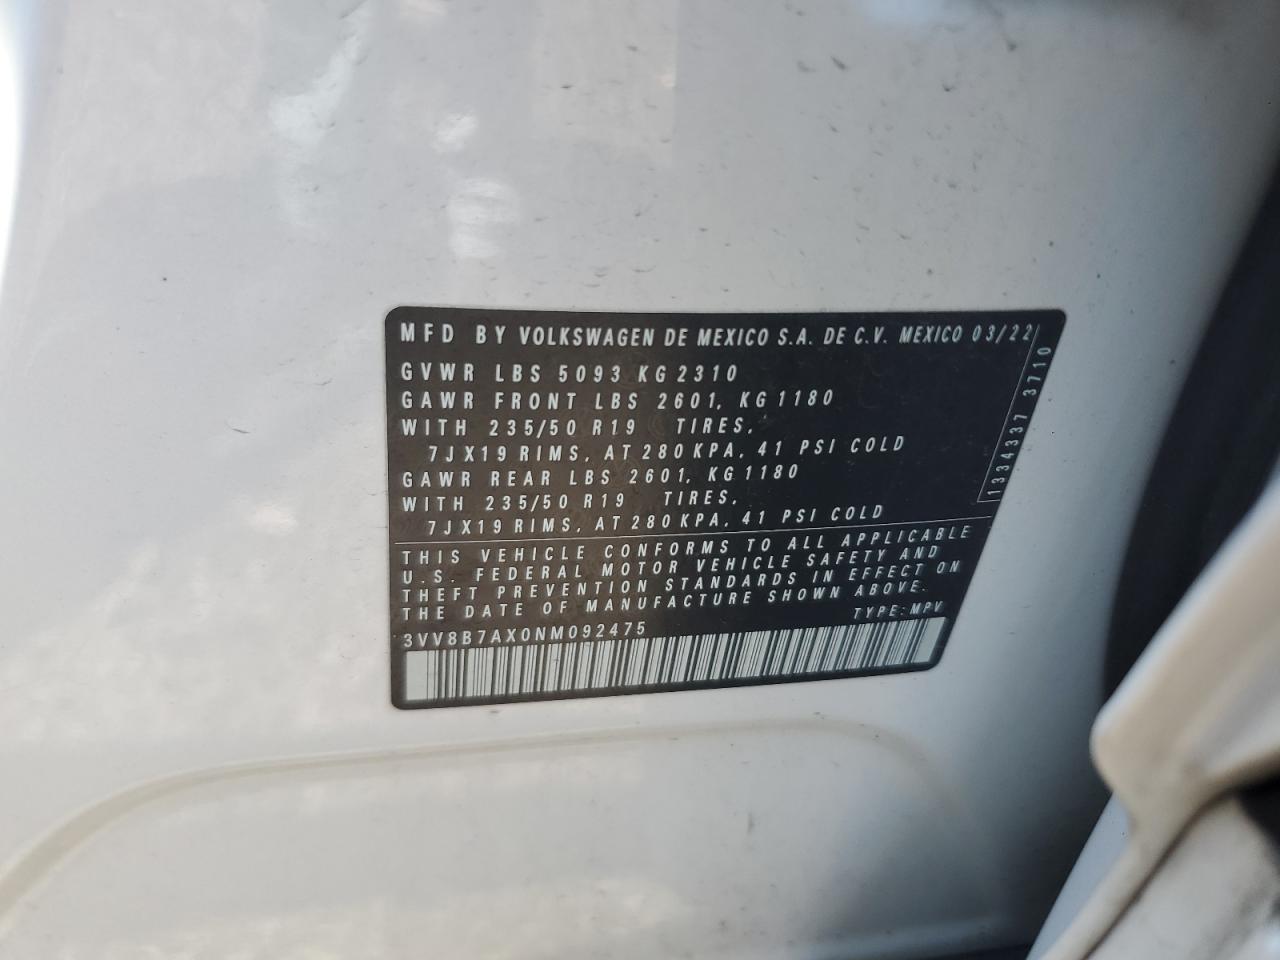 MFD BY VOLKSWAGEN DE MEXICO S.A. DE C.V. MEXICO 03/22
GVWR LBS 5093 KG 2310
GAWR FRONT LBS 2601, KG 1180
WITH 235/50 R19 TIRES,
7JX19 RIMS, AT 280 KPA, 41 PSI COLD
GAWR REAR LBS 2601, KG 1180
WITH 235/50 R19 TIRES,
7JX19 RIMS, AT 280 KPA, 41 PSI COLD
THIS VEHICLE CONFORMS TO ALL APPLICABLE
U.S. FEDERAL MOTOR VEHICLE SAFETY AND
THEFT PREVENTION STANDARDS IN EFFECT ON
THE DATE OF MANUFACTURE SHOWN ABOVE.
TYPE: MPV
3VV8B7AX0NM092475
1334337 3710